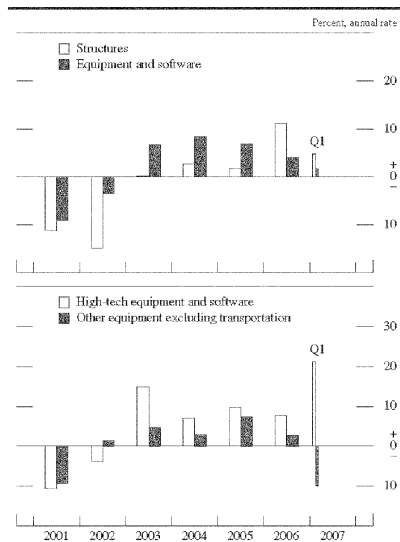 Percent, annual rate
Structures
Equipment and software
20
10
Q1
+
0
−
10
High-tech equipment and software
Other equipment excluding transportation
30
Q1
20
10
+
0
−
10
2001 2002 2003 2004 2005 2006 2007